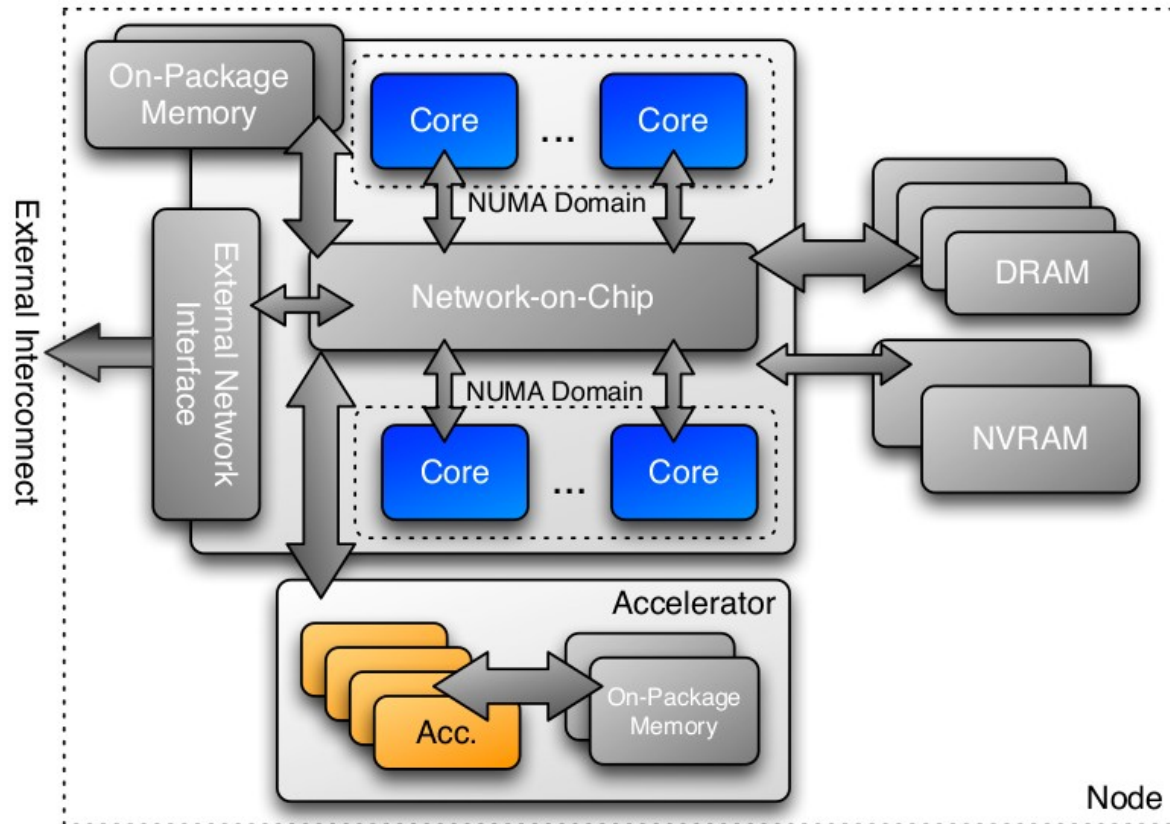 On-Package
Memory
Core
...
Core
NUMA Domain
External Interconnect
External Network
Interface
Network-on-Chip
DRAM
NUMA Domain
NVRAM
Core
...
Core
Accelerator
Acc.
On-Package
Memory
Node